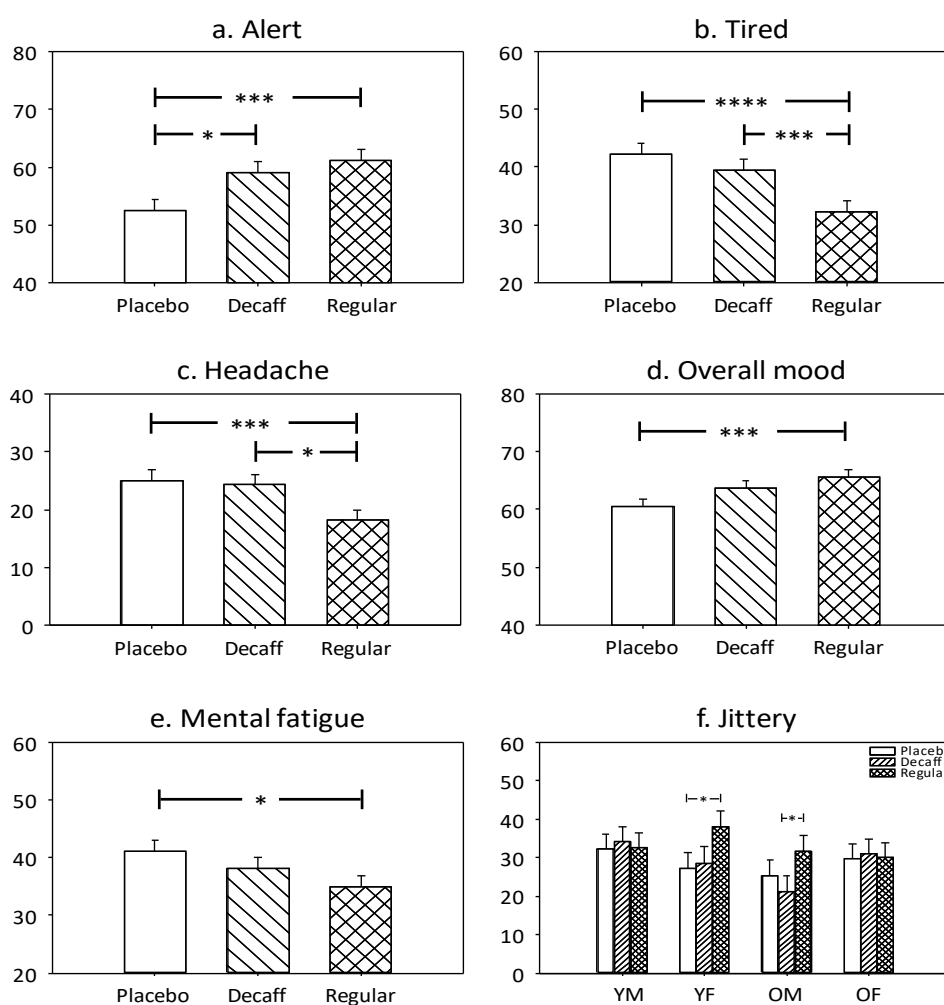 a. Alert
80
70
60
50
40
***
*
Placebo Decaff Regular
b. Tired
60
50
40
30
20
****
***
Placebo Decaff Regular
c. Headache
40
30
20
10
0
***
*
Placebo Decaff Regular
d. Overall mood
80
70
60
50
40
***
Placebo Decaff Regular
e. Mental fatigue
60
50
40
30
20
*
Placebo Decaff Regular
f. Jittery
60
50
40
30
20
10
0
Placeb
Decaff
Regula
*
*
YM YF OM OF